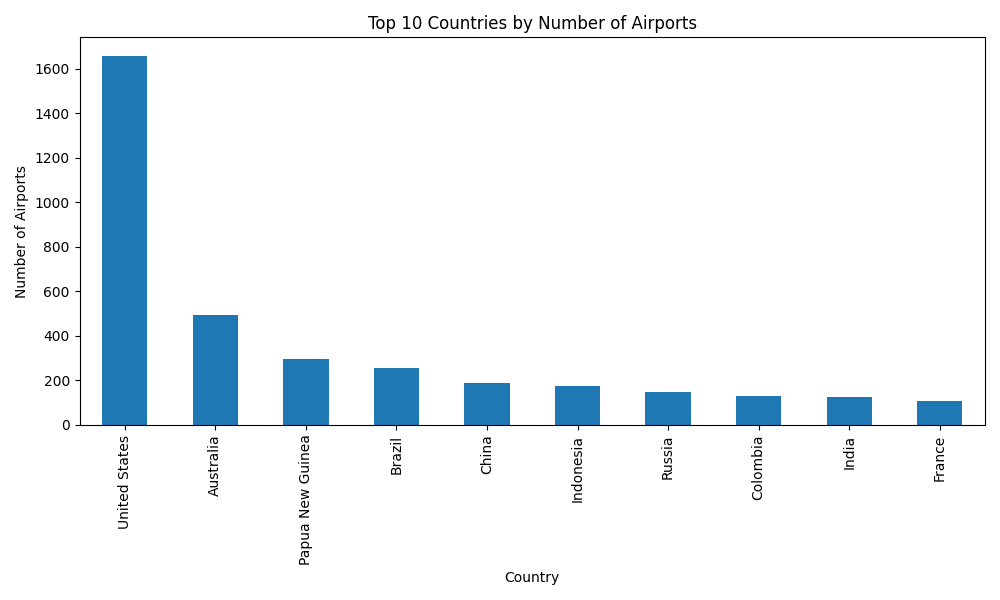 Top 10 Countries by Number of Airports
Number of Airports
1600
1400
1200
1000
800
600
400
200
0
United States
Australia
Papua New Guinea
Brazil
China
Indonesia
Russia
Colombia
India
France
Country